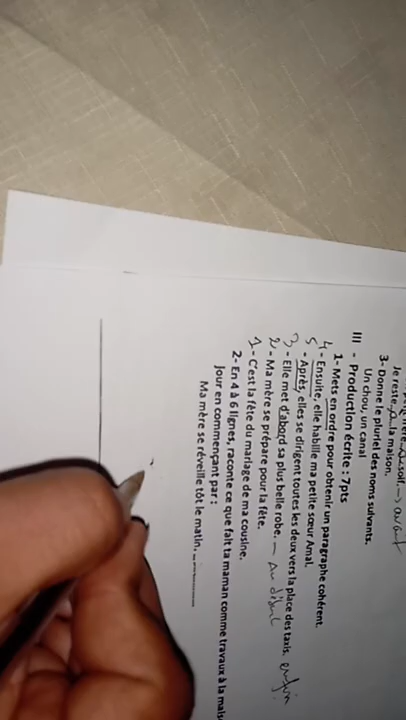 Je reste à la maison.
3- Donne le pluriel des noms suivants.
Un chou, un canal
III - Production écrite : 7pts
1- Mets en ordre pour obtenir un paragraphe cohérent.
4 - Ensuite, elle habille ma petite sœur Amal.
5 - Après, elles se dirigent toutes les deux vers la place des taxis. enfin
3 - Elle met d'abord sa plus belle robe. - Au début
2 - Ma mère se prépare pour la fête.
1 - C'est la fête du mariage de ma cousine.
2- En 4 à 6 lignes, raconte ce que fait ta maman comme travaux à la
Jour en commençant par :
Ma mère se réveille tôt le matin,